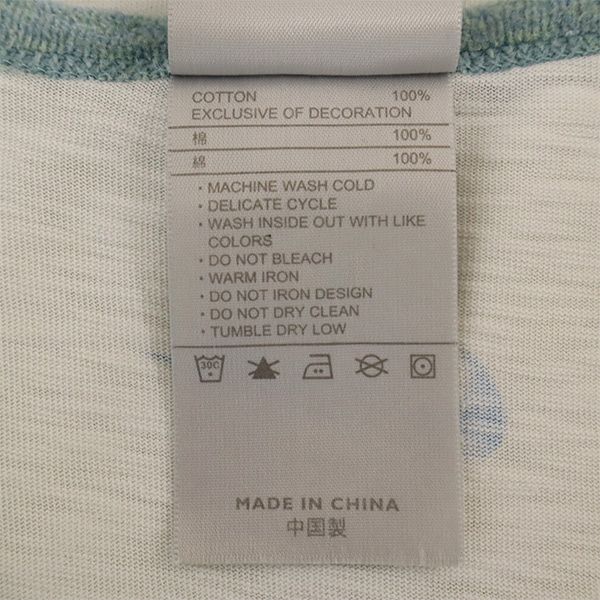 COTTON 100%
EXCLUSIVE OF DECORATION
棉 100%
綿 100%
・MACHINE WASH COLD
・DELICATE CYCLE
・WASH INSIDE OUT WITH LIKE
COLORS
・DO NOT BLEACH
・WARM IRON
・DO NOT IRON DESIGN
・DO NOT DRY CLEAN
・TUMBLE DRY LOW
30C
MADE IN CHINA
中国製